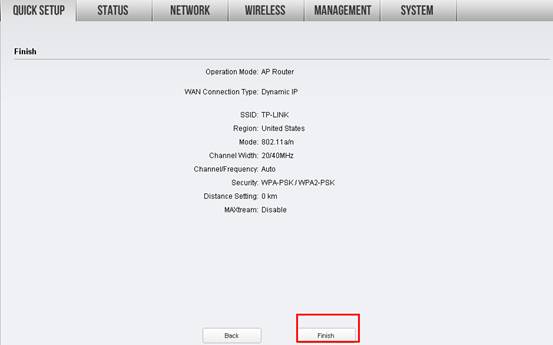 QUICK SETUP STATUS NETWORK WIRELESS MANAGEMENT SYSTEM
Finish
Operation Mode: AP Router
WAN Connection Type: Dynamic IP
SSID: TP-LINK
Region: United States
Mode: 802.11a/n
Channel Width: 20/40MHz
Channel/Frequency: Auto
Security: WPA-PSK / WPA2-PSK
Distance Setting: 0 km
MAXtream: Disable
Back Finish